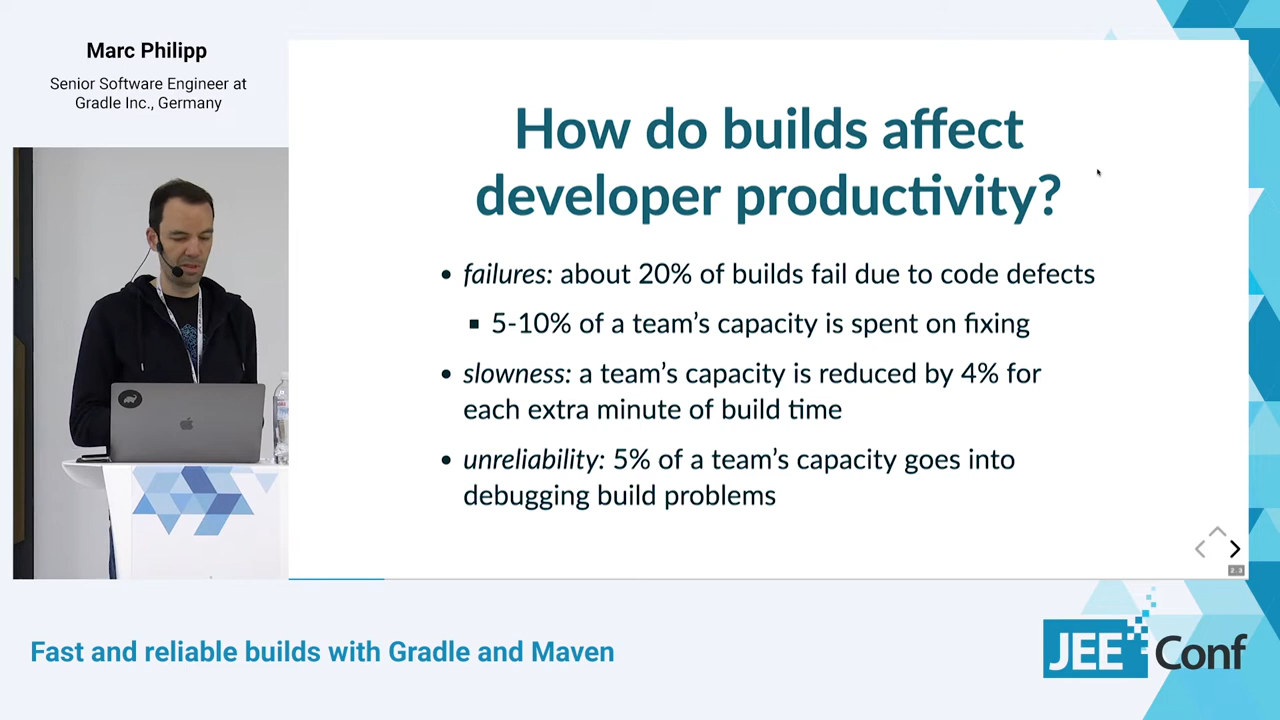 Marc Philipp
Senior Software Engineer at
Gradle Inc., Germany
How do builds affect
developer productivity?
• failures: about 20% of builds fail due to code defects
▪ 5-10% of a team’s capacity is spent on fixing
• slowness: a team’s capacity is reduced by 4% for
each extra minute of build time
• unreliability: 5% of a team’s capacity goes into
debugging build problems
2.3
Fast and reliable builds with Gradle and Maven
JEE Conf